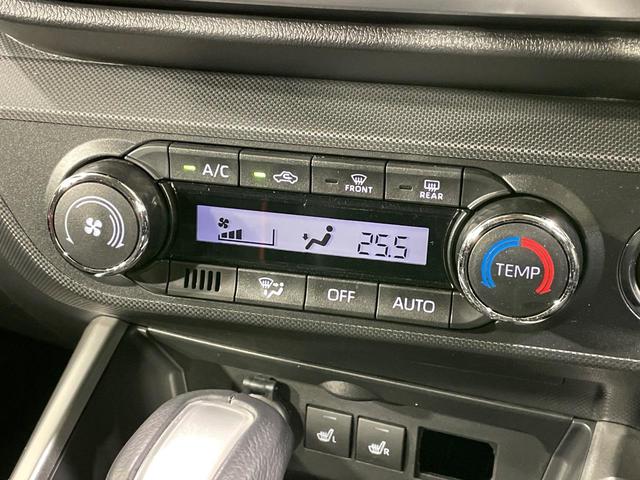 A/C
FRONT
REAR
25.5
TEMP
OFF
AUTO
L
R